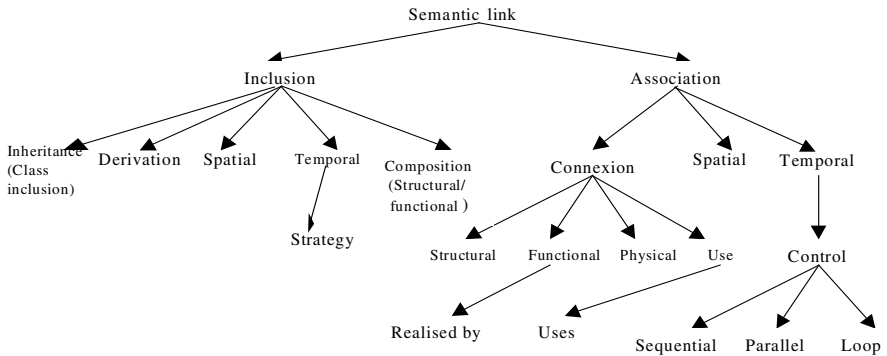 Semantic link
Inclusion
Association
Inheritance
(Class
inclusion)
Derivation
Spatial
Temporal
Composition
(Structural/
functional )
Connexion
Spatial
Temporal
Strategy
Structural
Functional
Physical
Use
Control
Realised by
Uses
Sequential
Parallel
Loop